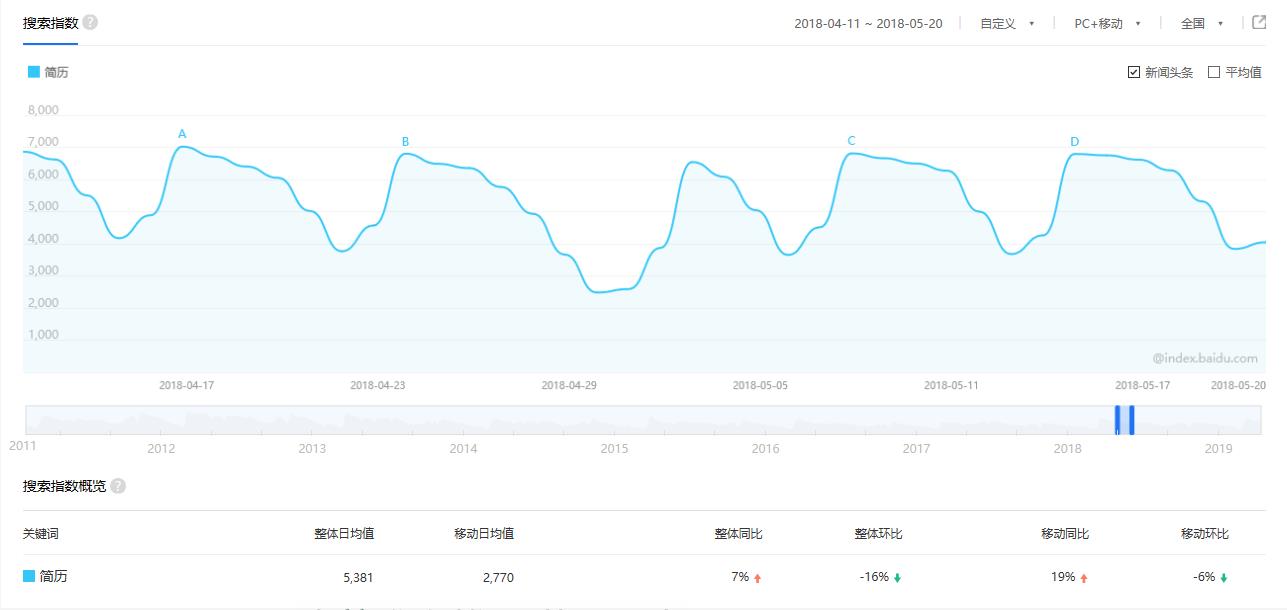 搜索指数 ? 2018-04-11 ~ 2018-05-20 自定义 PC+移动 全国
简历 新闻头条 平均值
8,000
7,000
6,000
5,000
4,000
3,000
2,000
1,000
A B C D
@index.baidu.com
2018-04-17 2018-04-23 2018-04-29 2018-05-05 2018-05-11 2018-05-17 2018-05-20
2011 2012 2013 2014 2015 2016 2017 2018 2019
搜索指数概览 ?
关键词 整体日均值 移动日均值 整体同比 整体环比 移动同比 移动环比
简历 5,381 2,770 7% -16% 19% -6%